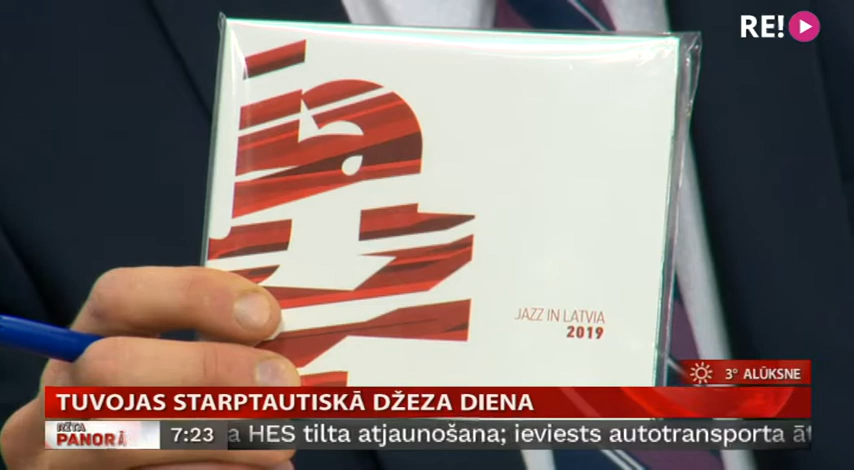 RE!
JAZZ IN LATVIA
2019
3° ALŪKSNE
TUVOJAS STARPTAUTISKĀ DŽEZA DIENA
RĪTA
PANORĀ
7:23
a HES tilta atjaunošana; ieviests autotransporta āt